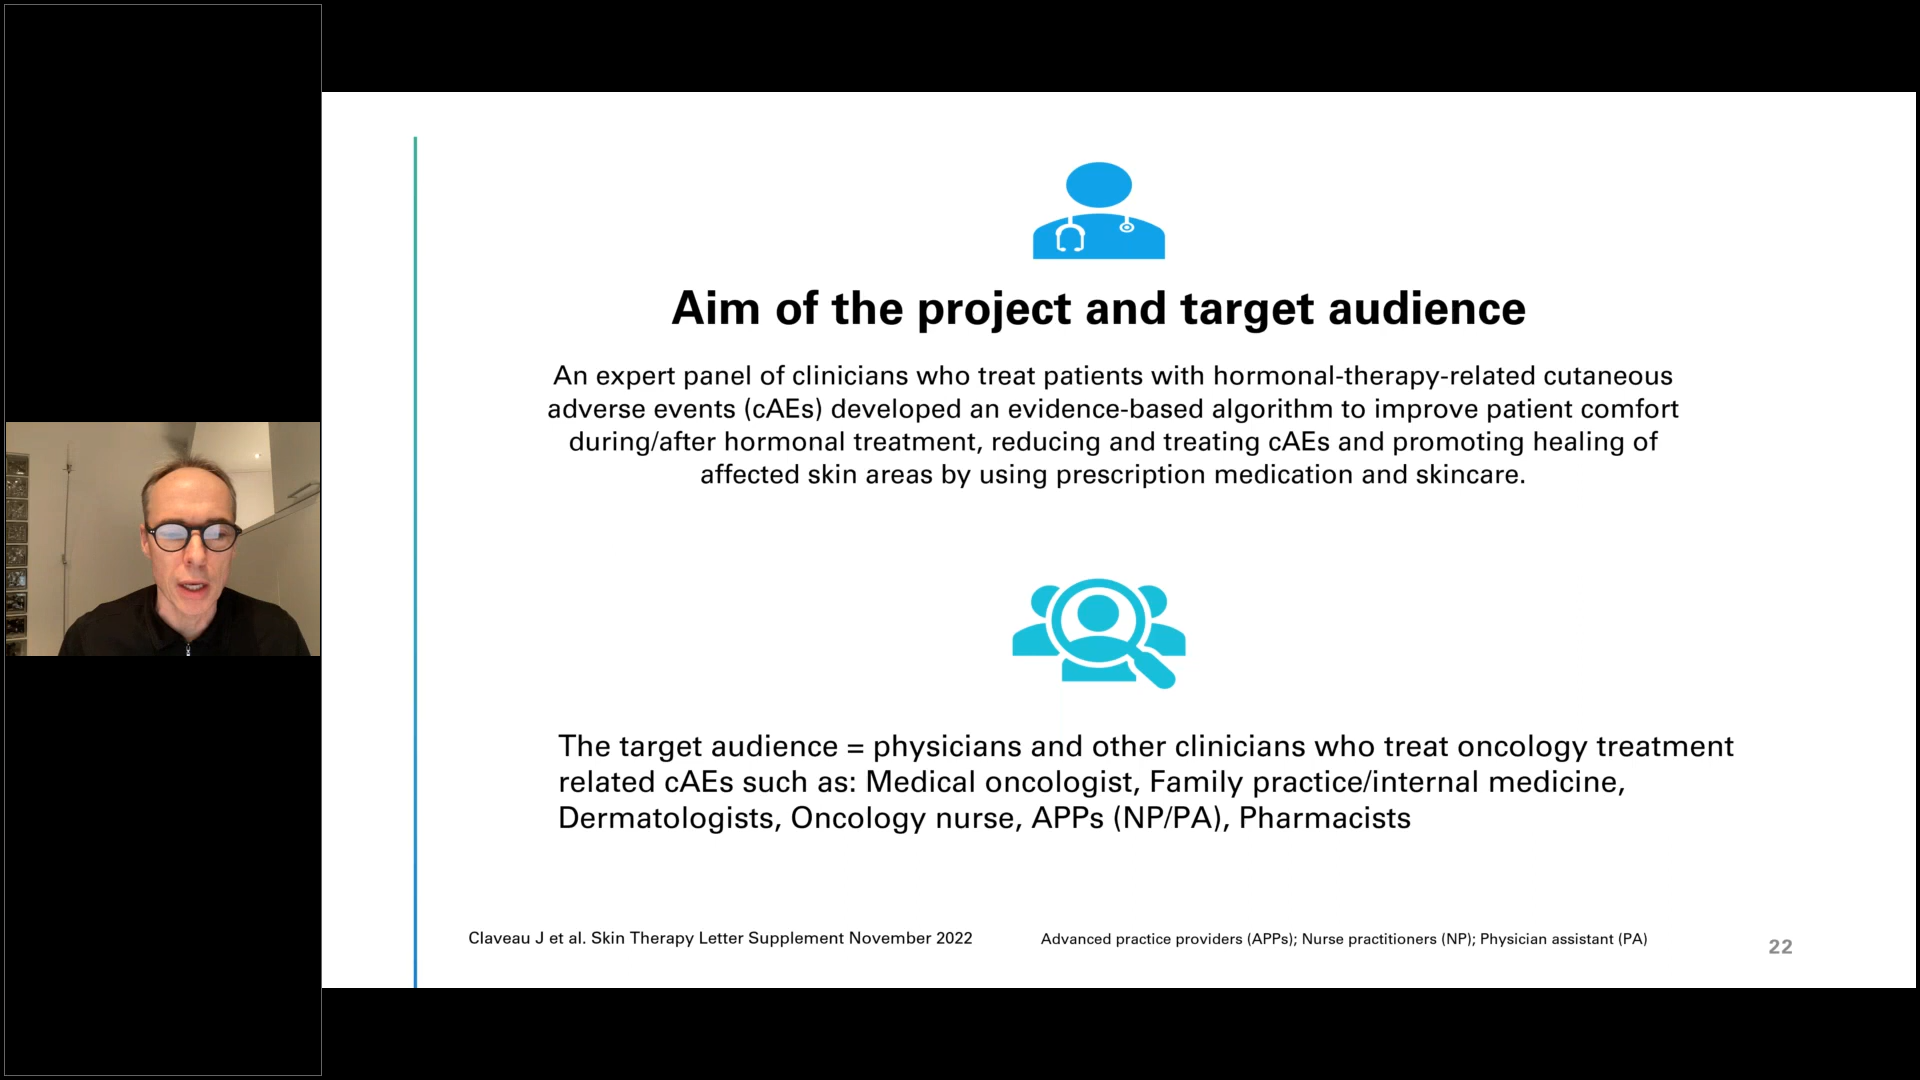 Aim of the project and target audience
An expert panel of clinicians who treat patients with hormonal-therapy-related cutaneous
adverse events (cAEs) developed an evidence-based algorithm to improve patient comfort
during/after hormonal treatment, reducing and treating cAEs and promoting healing of
affected skin areas by using prescription medication and skincare.
The target audience = physicians and other clinicians who treat oncology treatment
related cAEs such as: Medical oncologist, Family practice/internal medicine,
Dermatologists, Oncology nurse, APPs (NP/PA), Pharmacists
Claveau J et al. Skin Therapy Letter Supplement November 2022
Advanced practice providers (APPs); Nurse practitioners (NP); Physician assistant (PA)
22